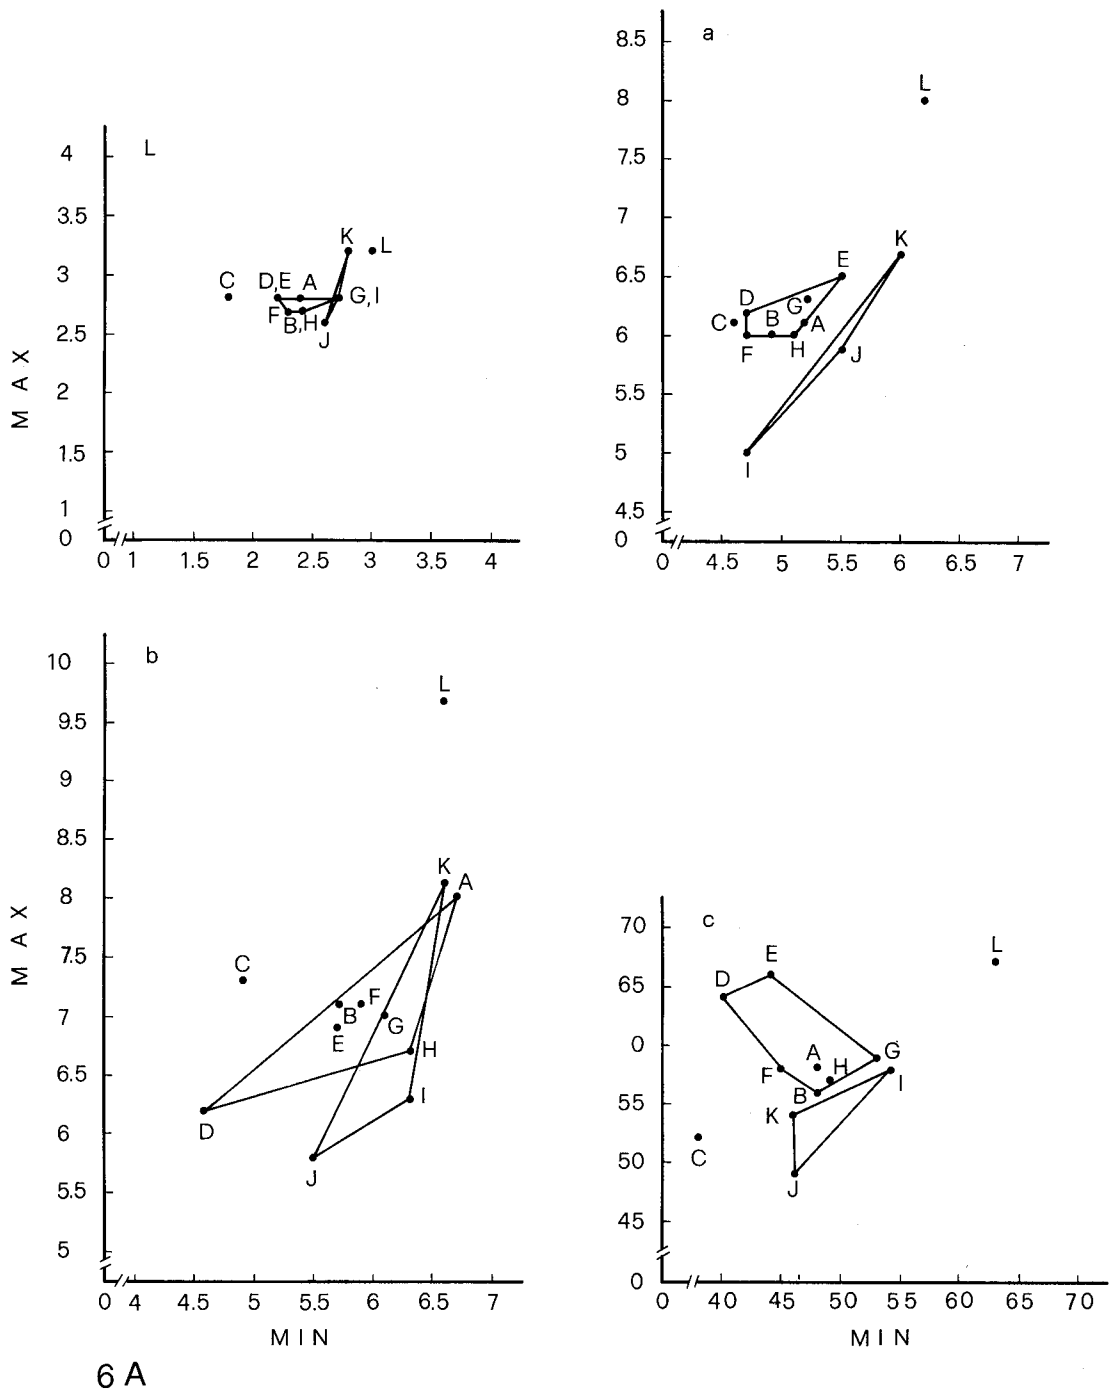 4 L
3.5 K L
3 C D,E A G,I
F B,H
2.5 J
2
1.5
1
0
0 1 1.5 2 2.5 3 3.5 4
M A X
8.5 a
8 L
7.5
7 K
6.5 E
D G
C B A
6 F H J
5.5
5 I
4.5
0
0 4.5 5 5.5 6 6.5 7
10 b
L
9.5
9
8.5
K A
8
7.5 C
F
7 B G
E
H
6.5 I
D
6
J
5.5
5
0
0 4 4.5 5 5.5 6 6.5 7
M A X
M I N
70 c
L
E
65 D
0 A H G
F I
B
55 K
C
50 J
45
0
0 40 45 50 55 60 65 70
M I N
6 A